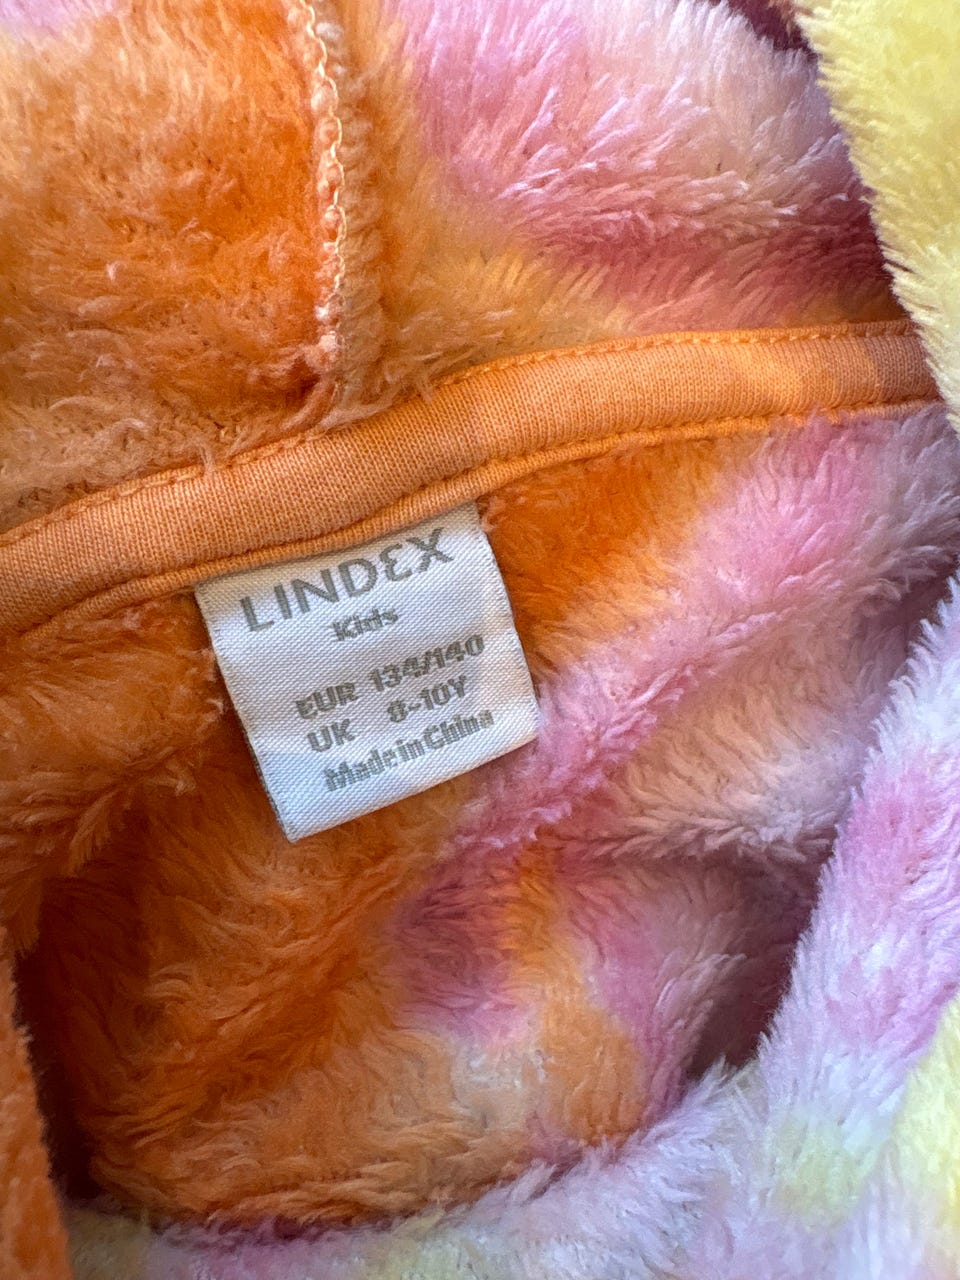 LINDEX
Kids
EUR 134/140
UK 8-10Y
Made in China